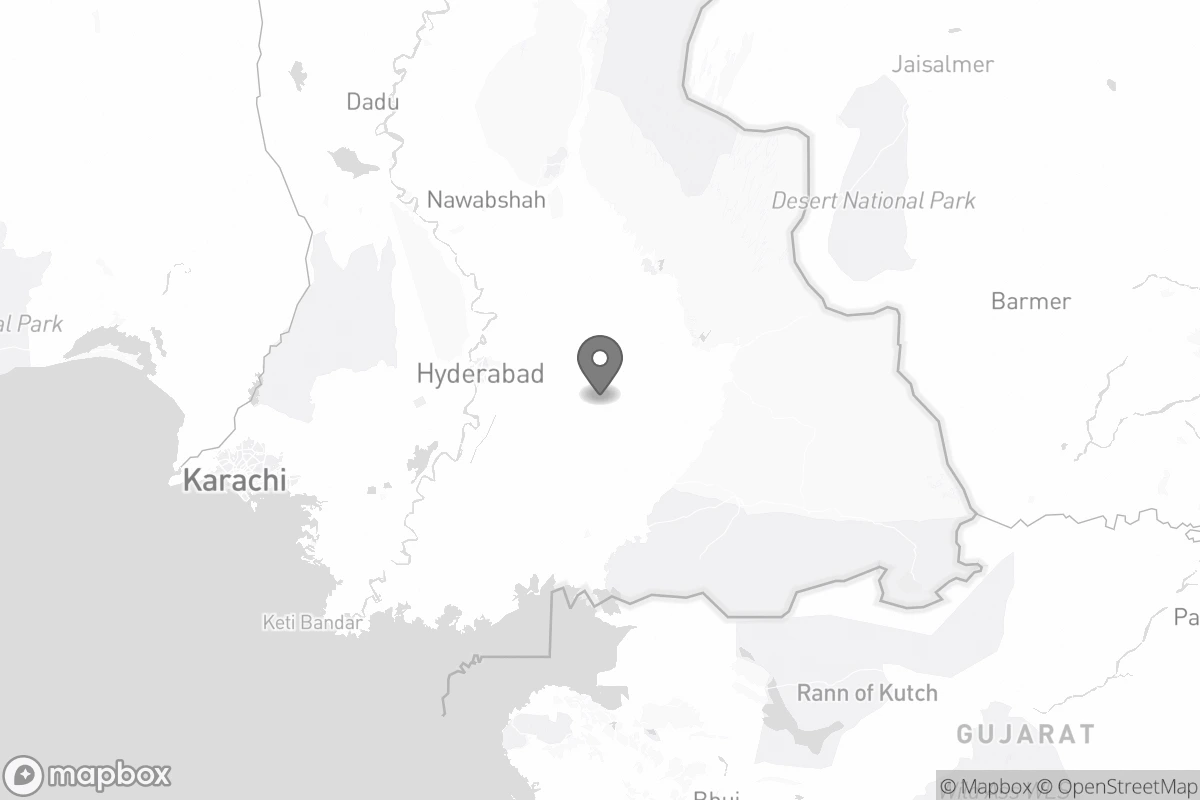 Jaisalmer
Dadu
Nawabshah
Desert National Park
Barmer
al Park
Hyderabad
Karachi
Keti Bandar
Pa
Rann of Kutch
GUJARAT
mapbox
© Mapbox © OpenStreetMap